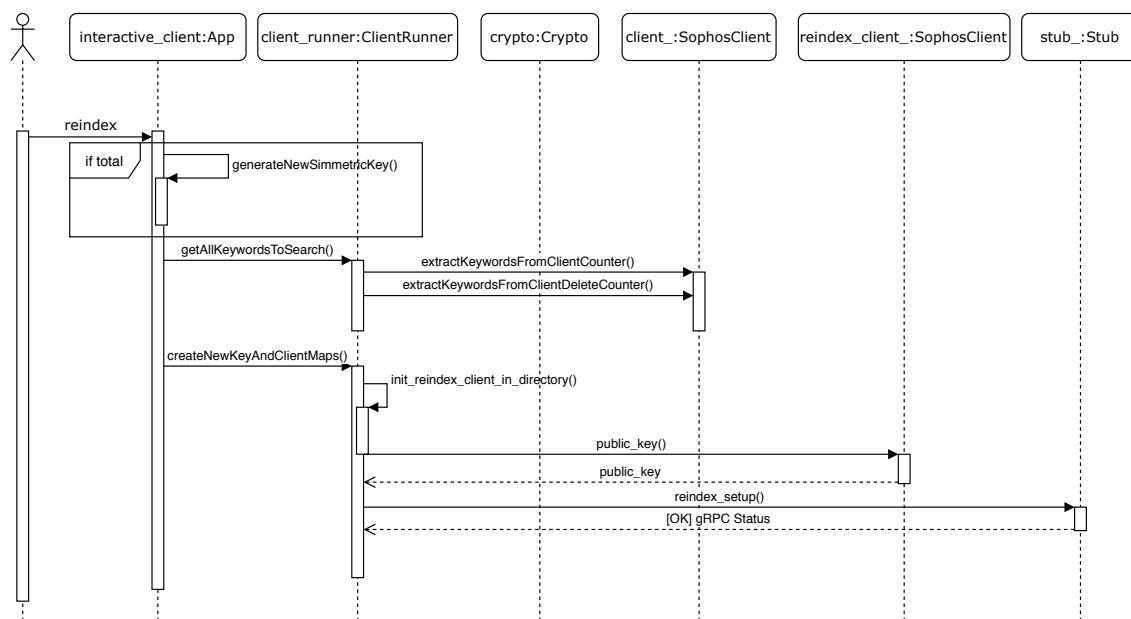 interactive_client:App
client_runner:ClientRunner
crypto:Crypto
client_:SophosClient
reindex_client_:SophosClient
stub_:Stub
reindex
if total
generateNewSimmetricKey()
getAllKeywordsToSearch()
extractKeywordsFromClientCounter()
extractKeywordsFromClientDeleteCounter()
createNewKeyAndClientMaps()
init_reindex_client_in_directory()
public_key()
public_key
reindex_setup()
[OK] gRPC Status